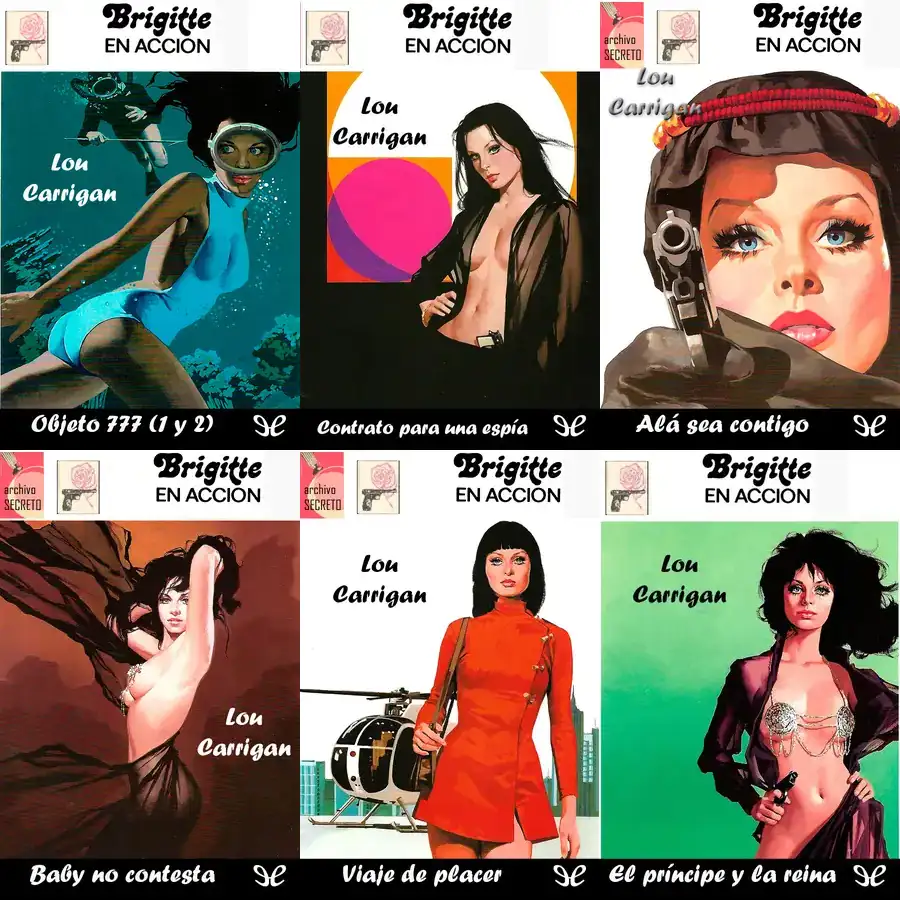 Brigitte
EN ACCION
Lou
Carrigan
Objeto 777 (1 y 2)
Brigitte
EN ACCION
Lou
Carrigan
Contrato para una espía
archivo
SECRETO
Brigitte
EN ACCION
Lou
Carrigan
Alá sea contigo
archivo
SECRETO
Brigitte
EN ACCION
Lou
Carrigan
Baby no contesta
archivo
SECRETO
Brigitte
EN ACCION
Lou
Carrigan
Viaje de placer
Brigitte
EN ACCION
Lou
Carrigan
El príncipe y la reina